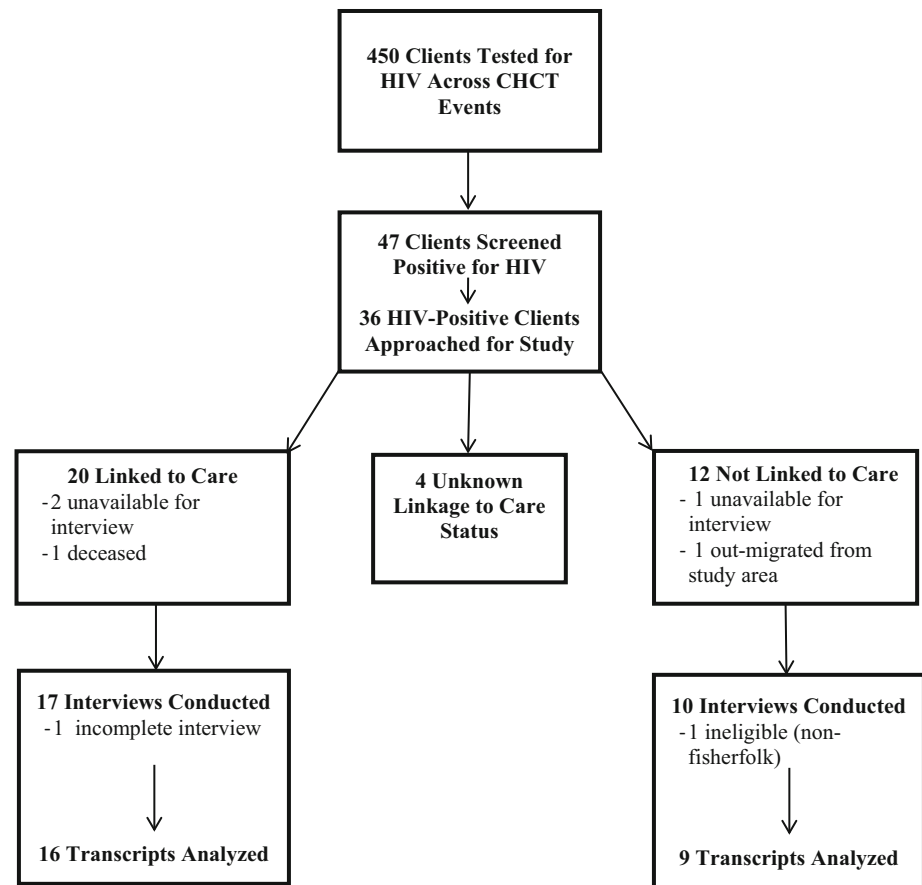 450 Clients Tested for
HIV Across CHCT
Events
47 Clients Screened
Positive for HIV
36 HIV-Positive Clients
Approached for Study
20 Linked to Care
-2 unavailable for
interview
-1 deceased
4 Unknown
Linkage to Care
Status
12 Not Linked to Care
- 1 unavailable for
interview
- 1 out-migrated from
study area
17 Interviews Conducted
-1 incomplete interview
16 Transcripts Analyzed
10 Interviews Conducted
-1 ineligible (non-
fisherfolk)
9 Transcripts Analyzed